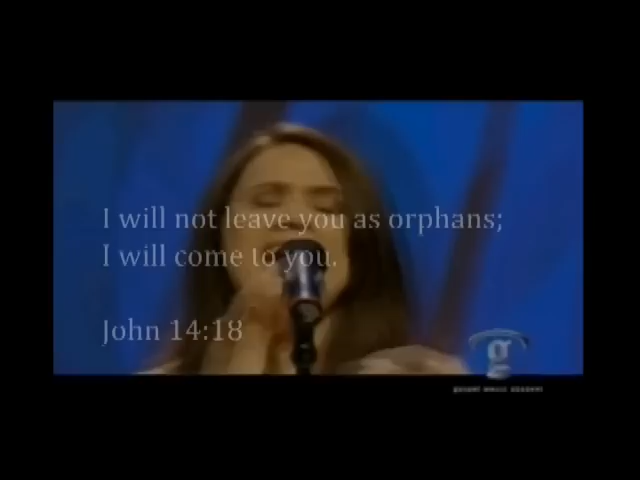 I will not leave you as orphans;
I will come to you.
John 14:18
g